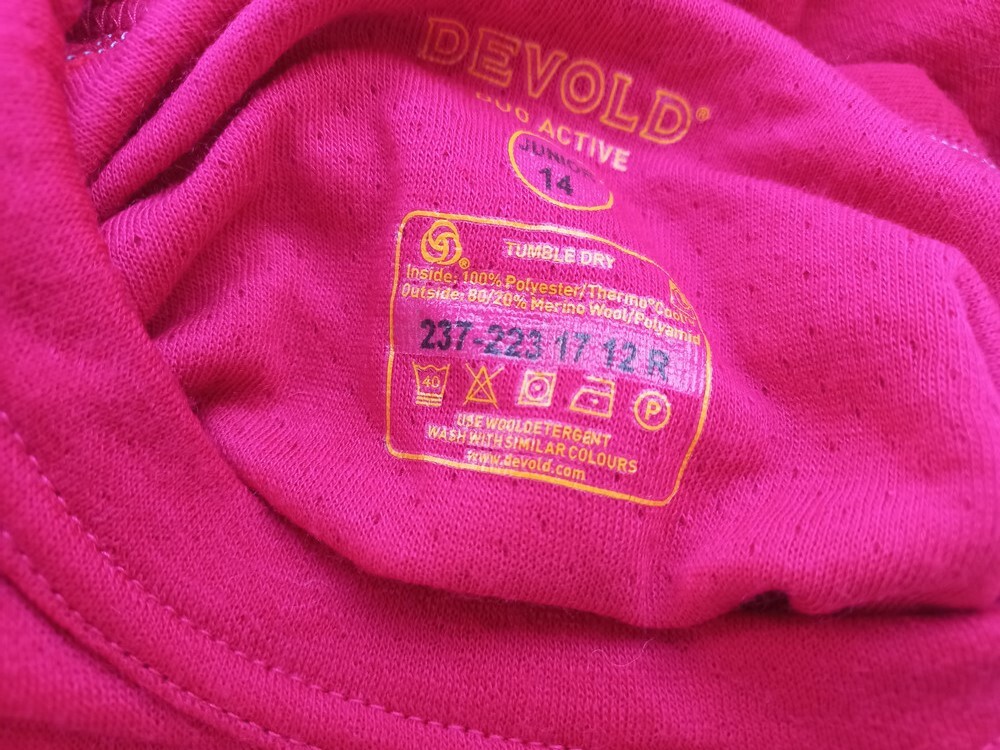 DEVOLD®
DUO ACTIVE
JUNIOR
14
TUMBLE DRY
Inside: 100% Polyester/Thermo°Cool
Outside: 80/20% Merino Wool/Polyamid
237-223 17 12 R
40
P
USE WOOLDETERGENT
WASH WITH SIMILAR COLOURS
www.devold.com